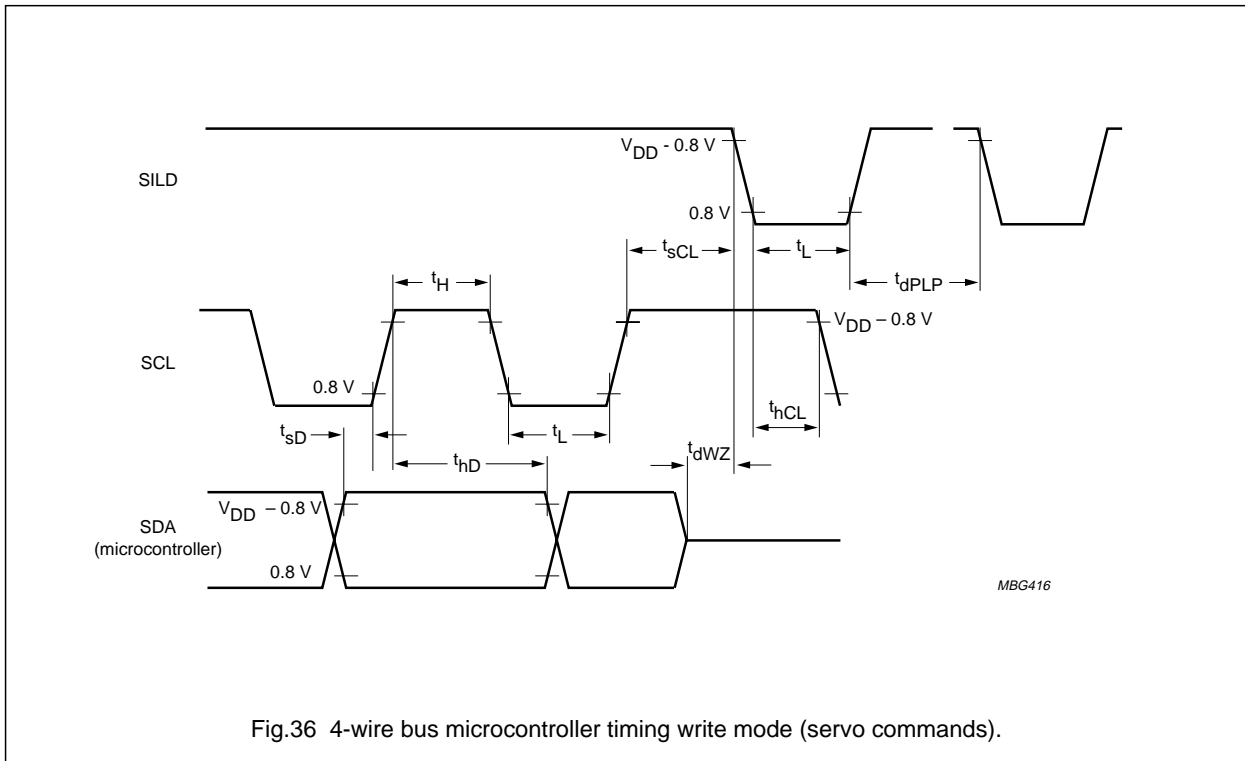 V_DD - 0.8 V
SILD
0.8 V
t_sCL
t_L
t_H
t_dPLP
V_DD – 0.8 V
SCL
0.8 V
t_hCL
t_sD
t_L
t_dWZ
t_hD
V_DD – 0.8 V
SDA
(microcontroller)
0.8 V
MBG416
Fig.36 4-wire bus microcontroller timing write mode (servo commands).